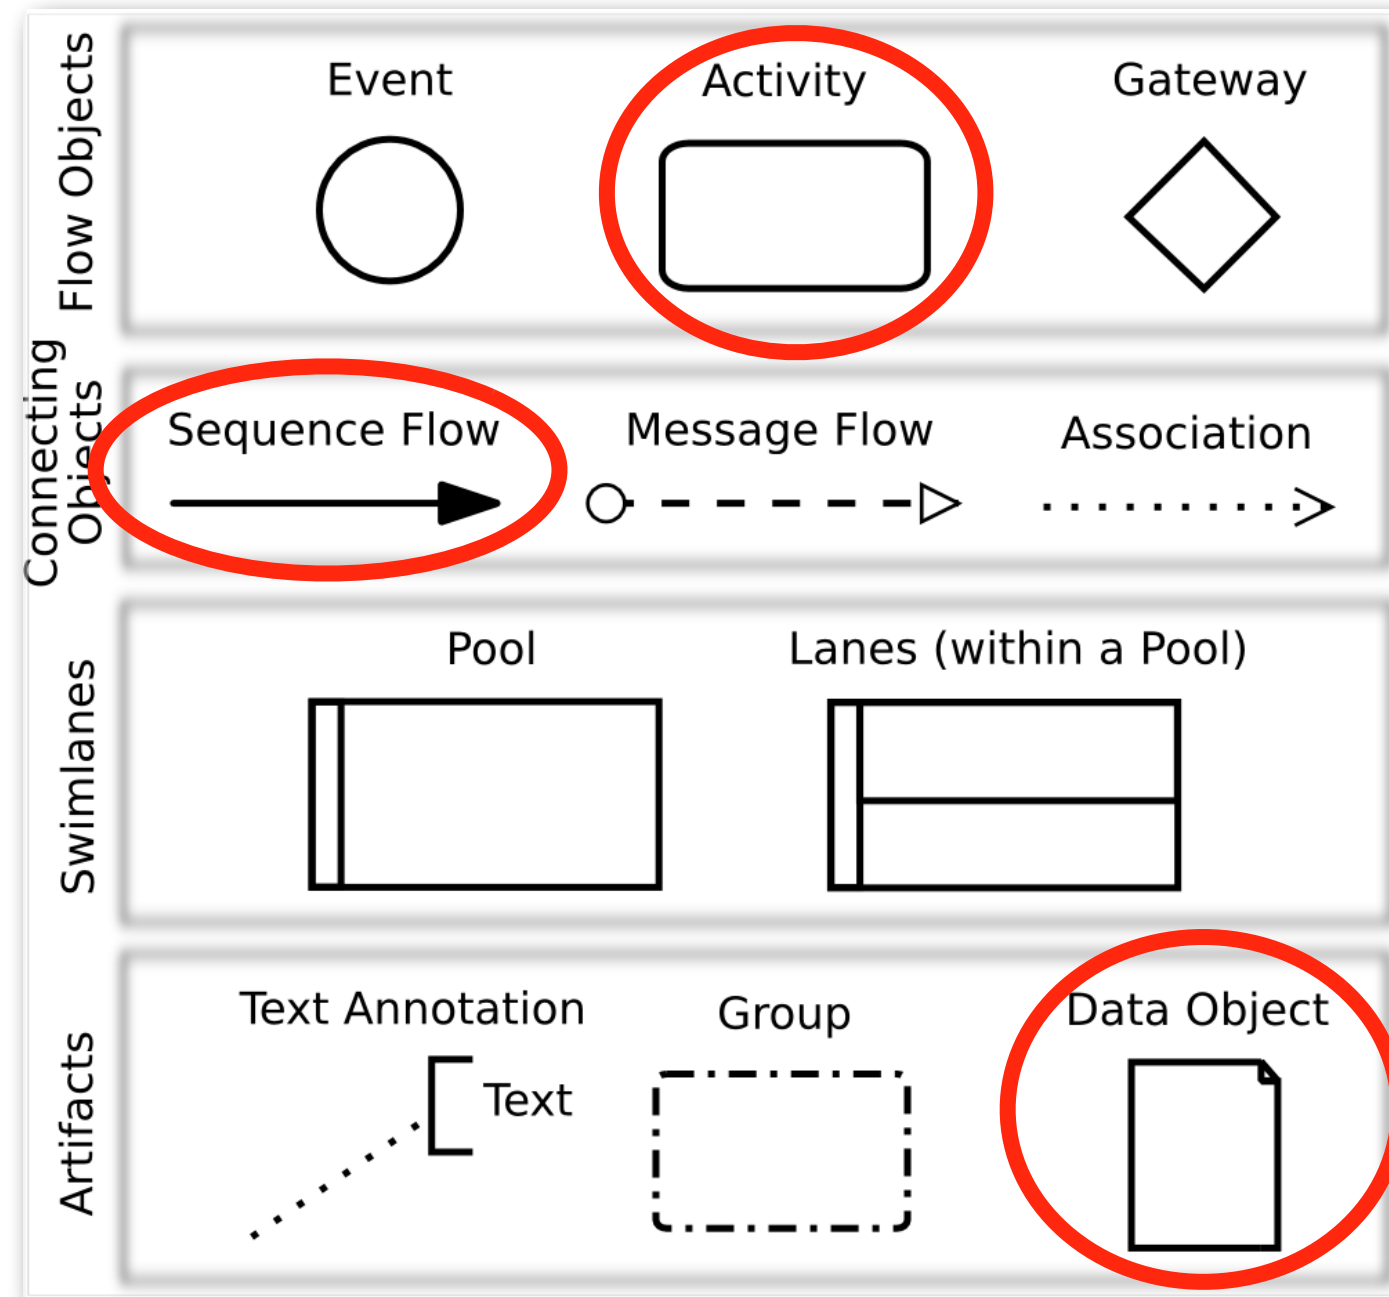 Flow Objects
Event
Activity
Gateway
Connecting
Objects
Sequence Flow
Message Flow
Association
Swimlanes
Pool
Lanes (within a Pool)
Artifacts
Text Annotation
Text
Group
Data Object